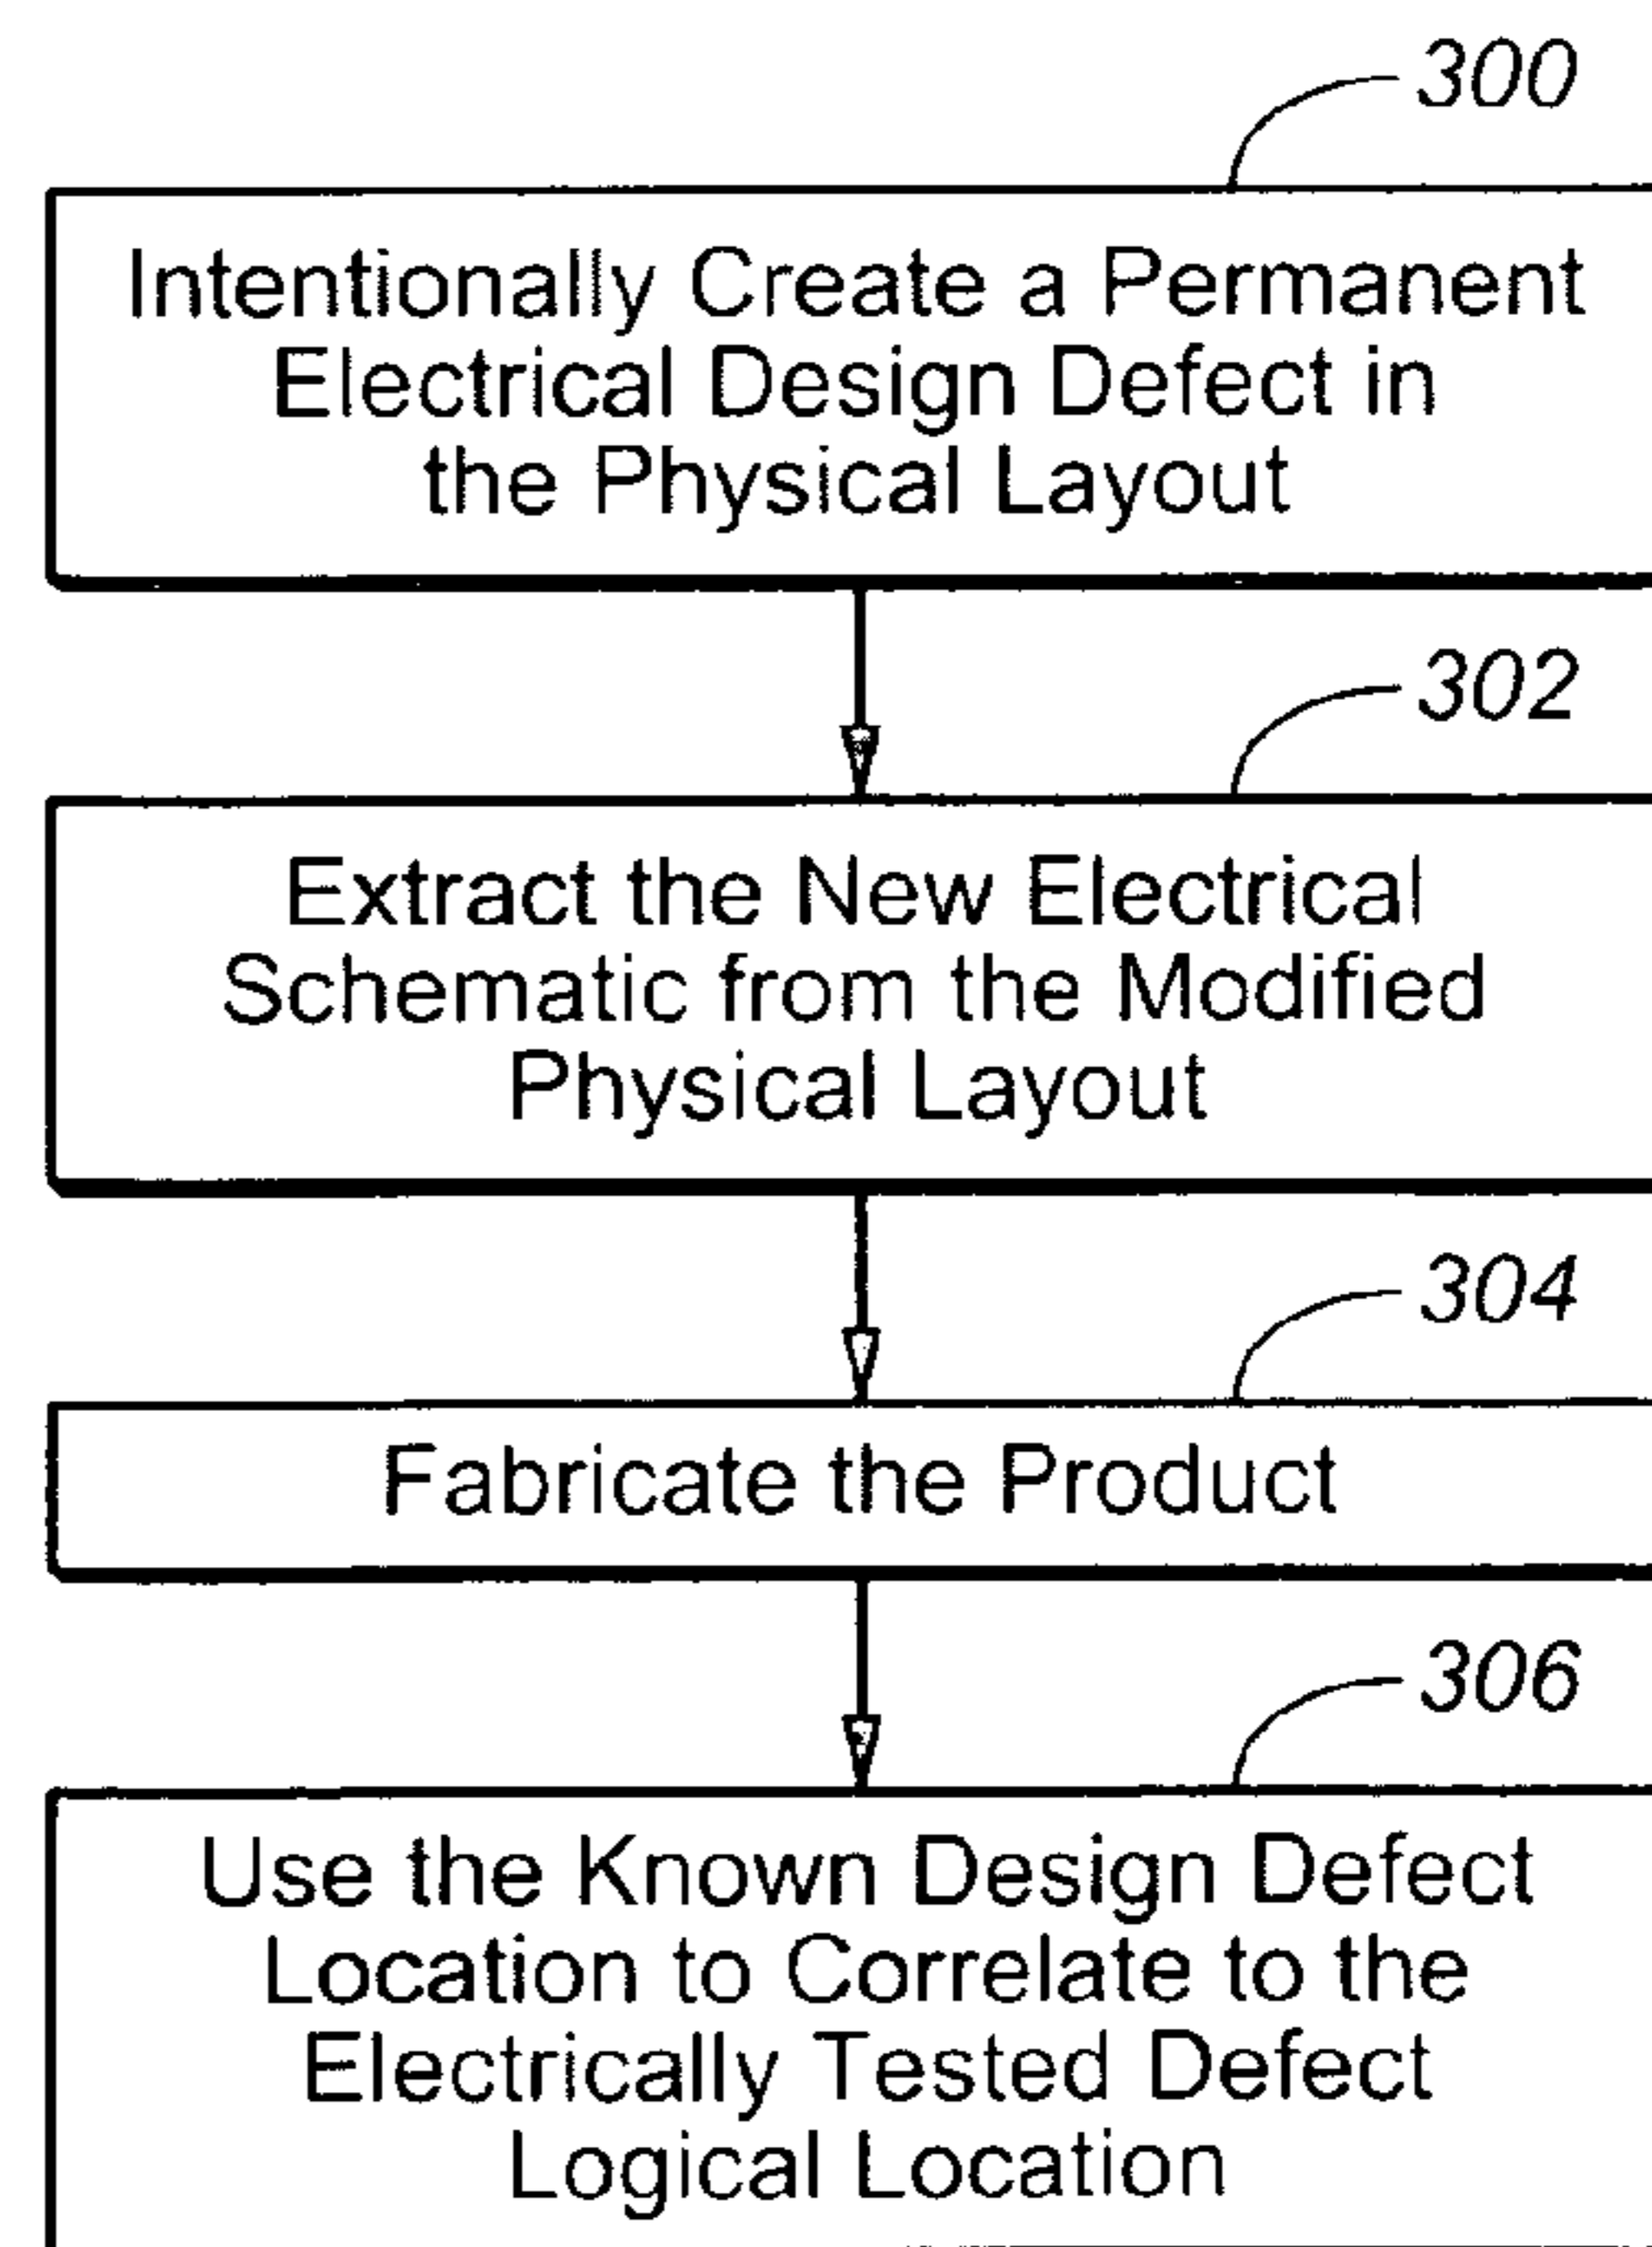 300
Intentionally Create a Permanent
Electrical Design Defect in
the Physical Layout
302
Extract the New Electrical
Schematic from the Modified
Physical Layout
304
Fabricate the Product
306
Use the Known Design Defect
Location to Correlate to the
Electrically Tested Defect
Logical Location